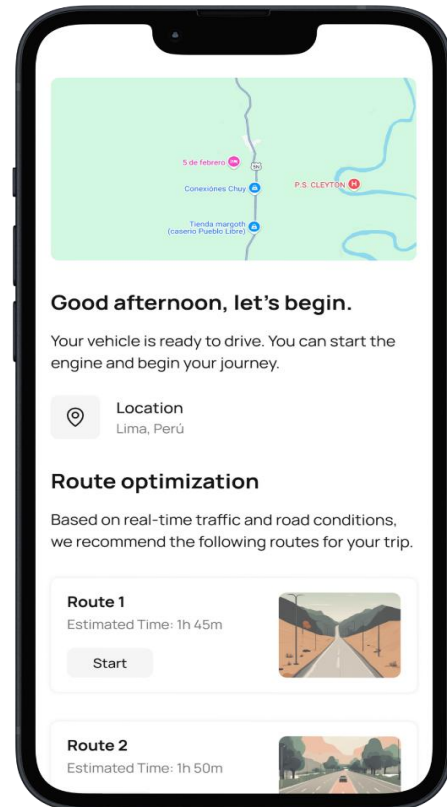 5 de febrero
5N
Conexiónes Chuy
P.S. CLEYTON
H
Tienda margoth
(caserio Pueblo Libre)
Good afternoon, let's begin.
Your vehicle is ready to drive. You can start the
engine and begin your journey.
Location
Lima, Perú
Route optimization
Based on real-time traffic and road conditions,
we recommend the following routes for your trip.
Route 1
Estimated Time: 1h 45m
Start
Route 2
Estimated Time: 1h 50m